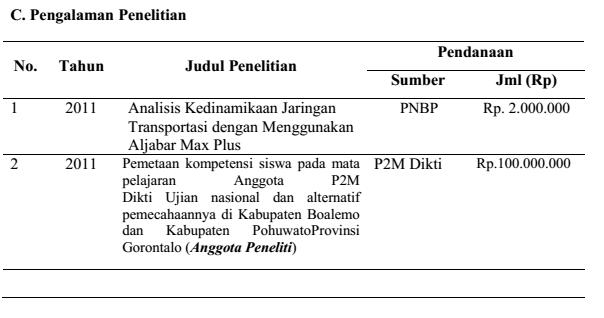 C. Pengalaman Penelitian
No. Tahun Judul Penelitian Pendanaan
Sumber Jml (Rp)
1 2011 Analisis Kedinamikaan Jaringan PNBP Rp. 2.000.000
Transportasi dengan Menggunakan
Aljabar Max Plus
2 2011 Pemetaan kompetensi siswa pada mata P2M Dikti Rp.100.000.000
pelajaran Anggota P2M
Dikti Ujian nasional dan alternatif
pemecahaannya di Kabupaten Boalemo
dan Kabupaten PohuwatoProvinsi
Gorontalo (Anggota Peneliti)